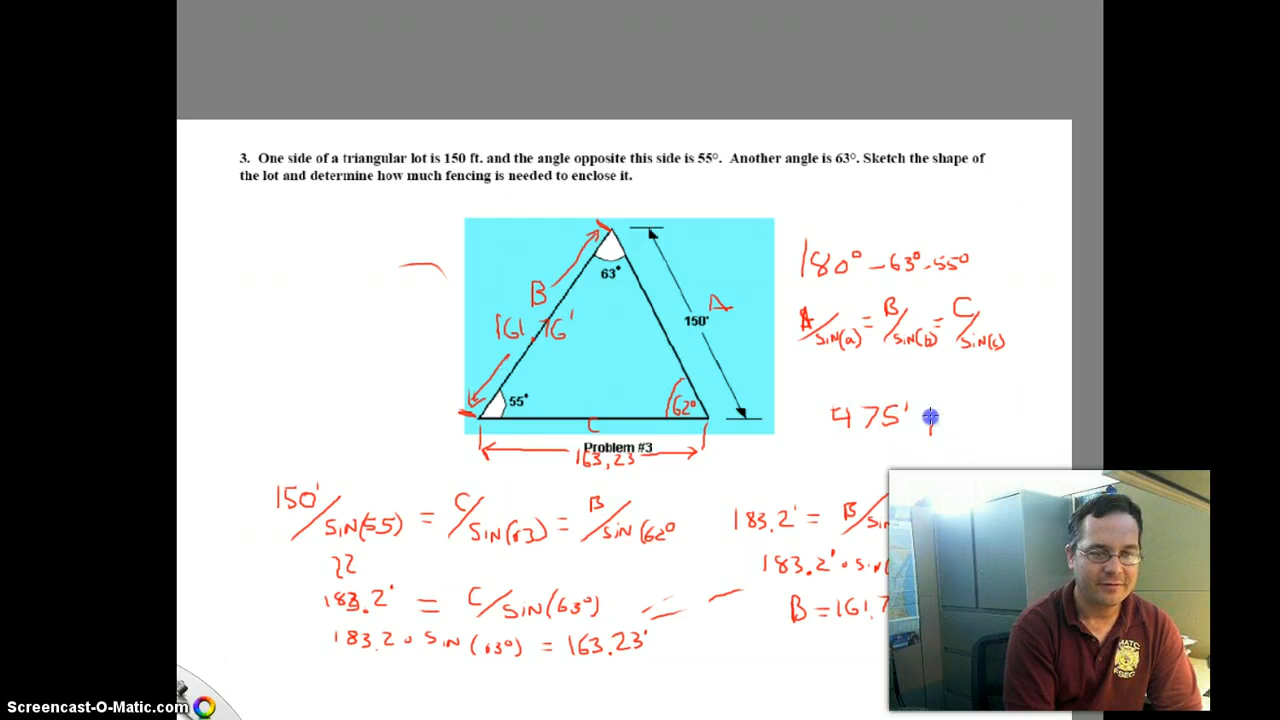 3. One side of a triangular lot is 150 ft. and the angle opposite this side is 55°. Another angle is 63°. Sketch the shape of
the lot and determine how much fencing is needed to enclose it.
63°
B
A
161.76'
150'
55°
62°
C
Problem #3
163,23
180° - 63° - 55°
A/sin(a) = B/sin(b) = C/sin(c)
475'
150'/sin(55) = C/sin(63) = B/sin(62°
183.2' = C/sin(63°)
183.2 • sin(63°) = 163.23'
183.2' = B/
183.2' • sin(
B = 161.7
MATC
Screencast-O-Matic.com